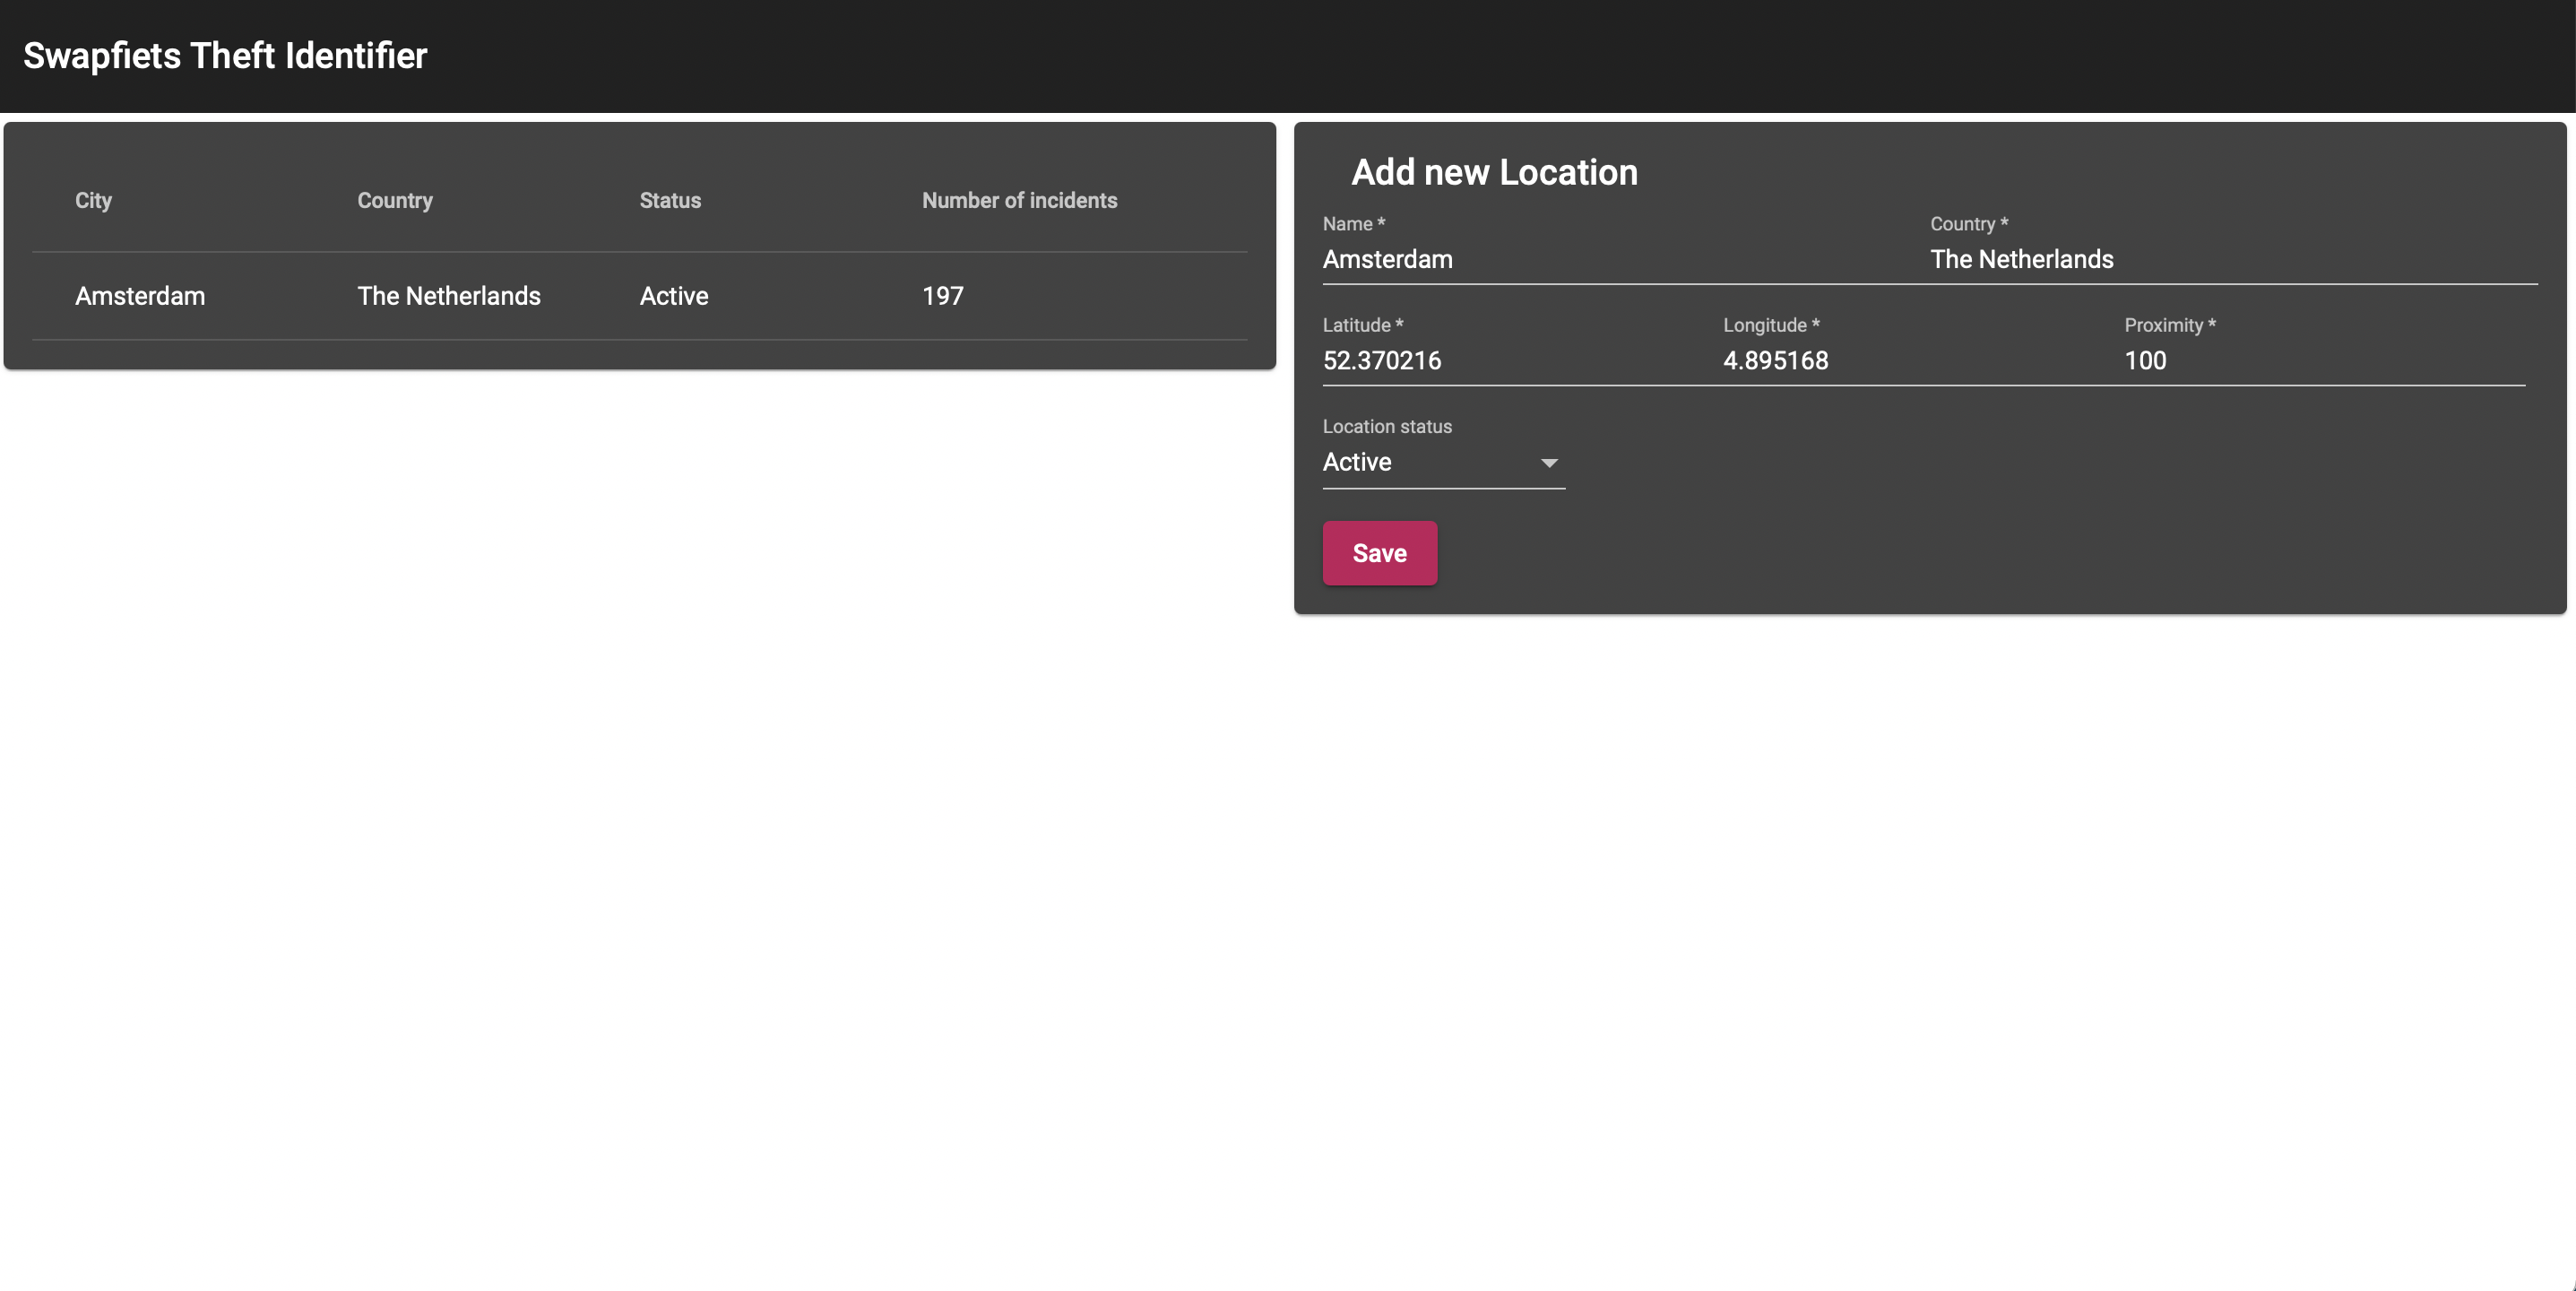 Swapfiets Theft Identifier
City Country Status Number of incidents
Amsterdam The Netherlands Active 197
Add new Location
Name * Country *
Amsterdam The Netherlands
Latitude * Longitude * Proximity *
52.370216 4.895168 100
Location status
Active
Save